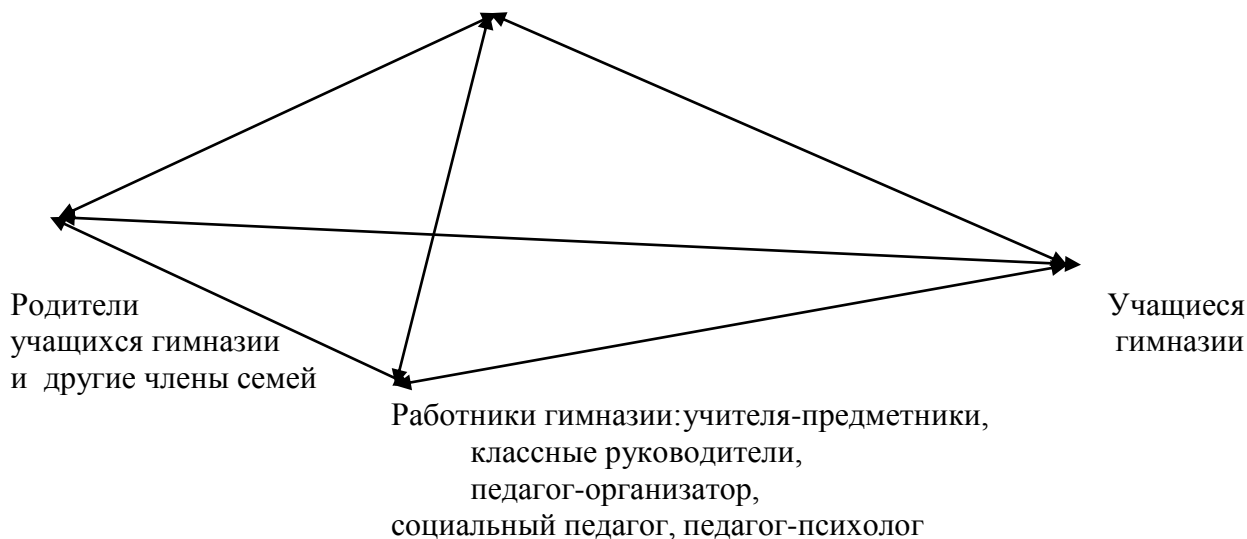 Родители
учащихся гимназии
и другие члены семей
Учащиеся
гимназии
Работники гимназии:учителя-предметники,
классные руководители,
педагог-организатор,
социальный педагог, педагог-психолог